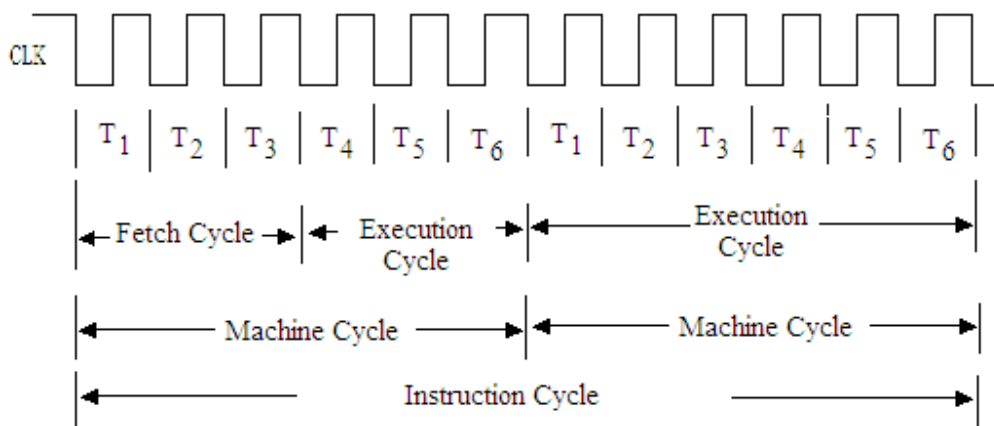 CLK
T1 T2 T3 T4 T5 T6 T1 T2 T3 T4 T5 T6
Fetch Cycle
Execution
Cycle
Execution
Cycle
Machine Cycle
Machine Cycle
Instruction Cycle